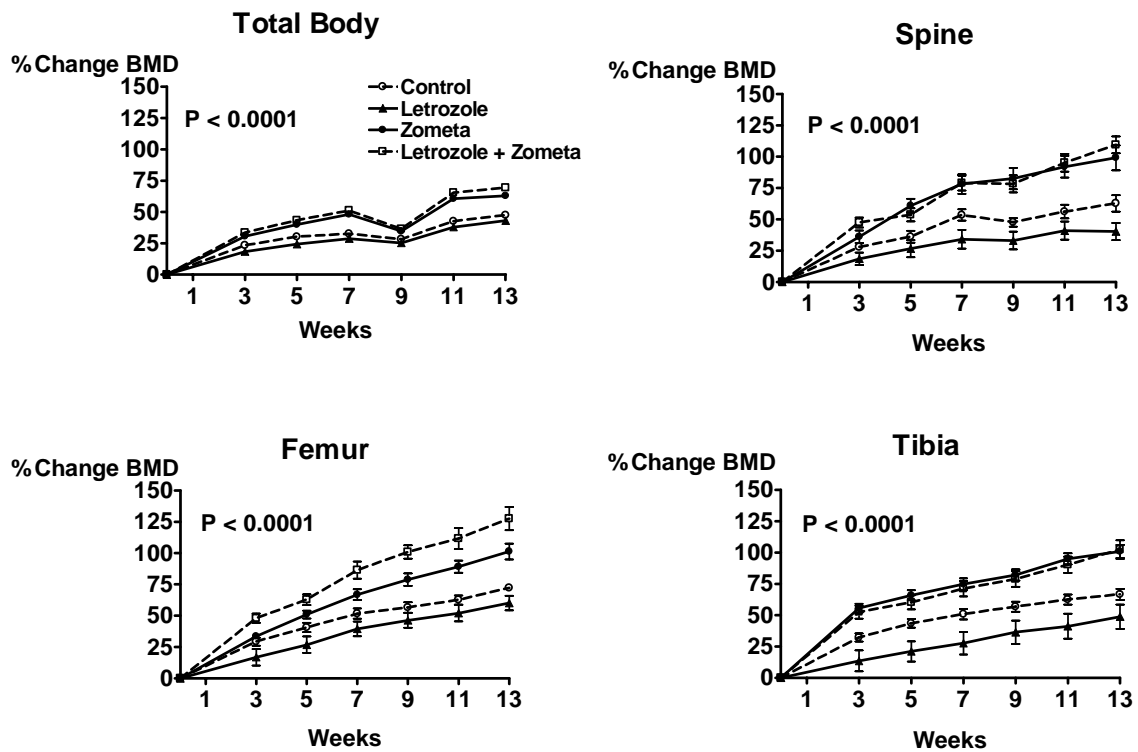 Total Body
%Change BMD
150
125
100
75
50
25
0
P < 0.0001
Control
Letrozole
Zometa
Letrozole + Zometa
1 3 5 7 9 11 13
Weeks
Spine
%Change BMD
150
125
100
75
50
25
0
P < 0.0001
1 3 5 7 9 11 13
Weeks
Femur
%Change BMD
150
125
100
75
50
25
0
P < 0.0001
1 3 5 7 9 11 13
Weeks
Tibia
%Change BMD
150
125
100
75
50
25
0
P < 0.0001
1 3 5 7 9 11 13
Weeks